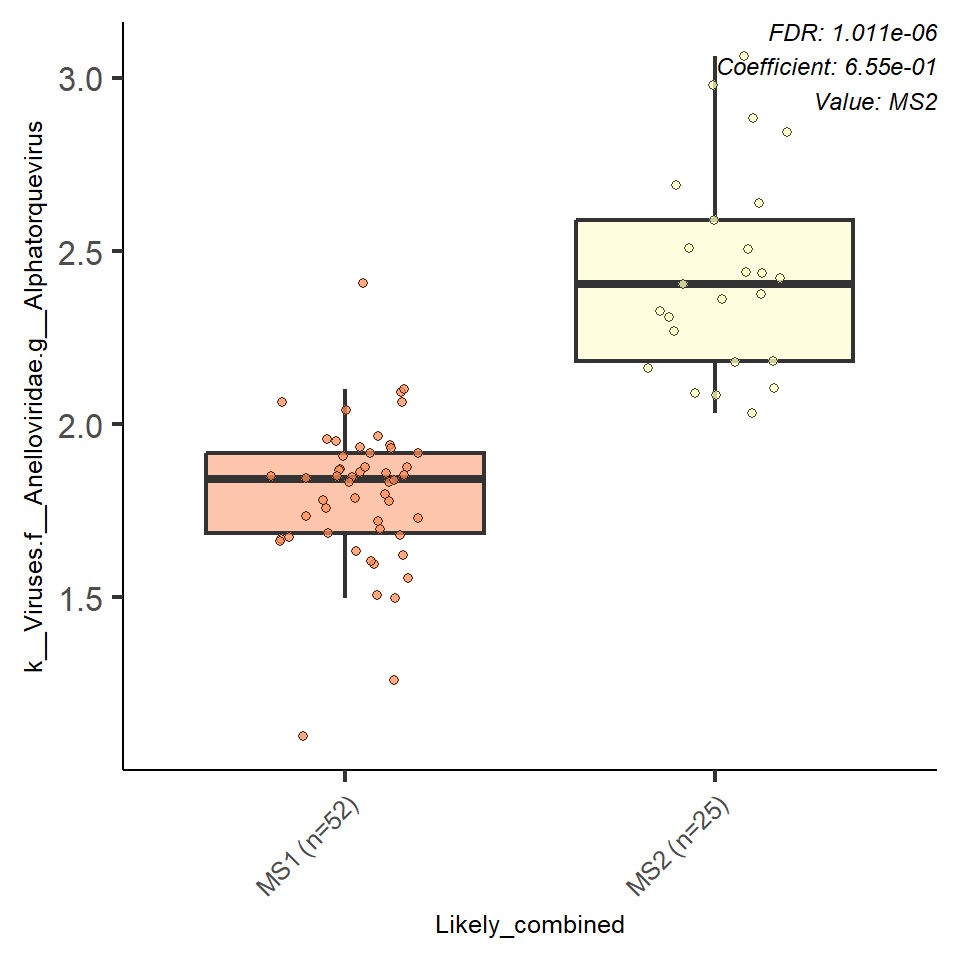 FDR: 1.011e-06
Coefficient: 6.55e-01
Value: MS2
k__Viruses.f__Anelloviridae.g__Alphatorquevirus
3.0
2.5
2.0
1.5
MS1 (n=52)
MS2 (n=25)
Likely_combined